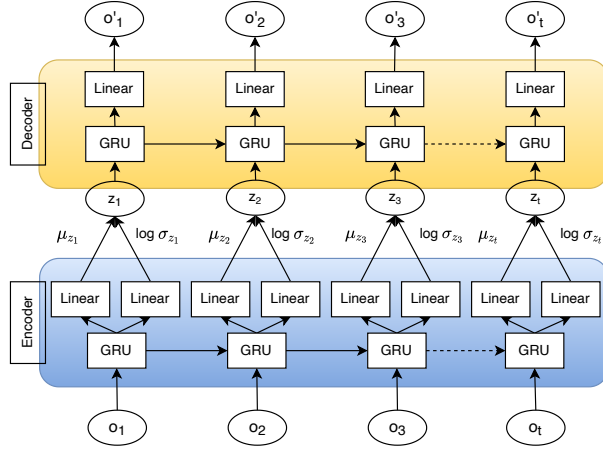 o'1 o'2 o'3 o't
Linear Linear Linear Linear
Decoder
GRU GRU GRU GRU
z1 z2 z3 zt
μz1 log σz1 μz2 log σz2 μz3 log σz3 μzt log σzt
Linear Linear Linear Linear Linear Linear Linear Linear
Encoder
GRU GRU GRU GRU
o1 o2 o3 ot